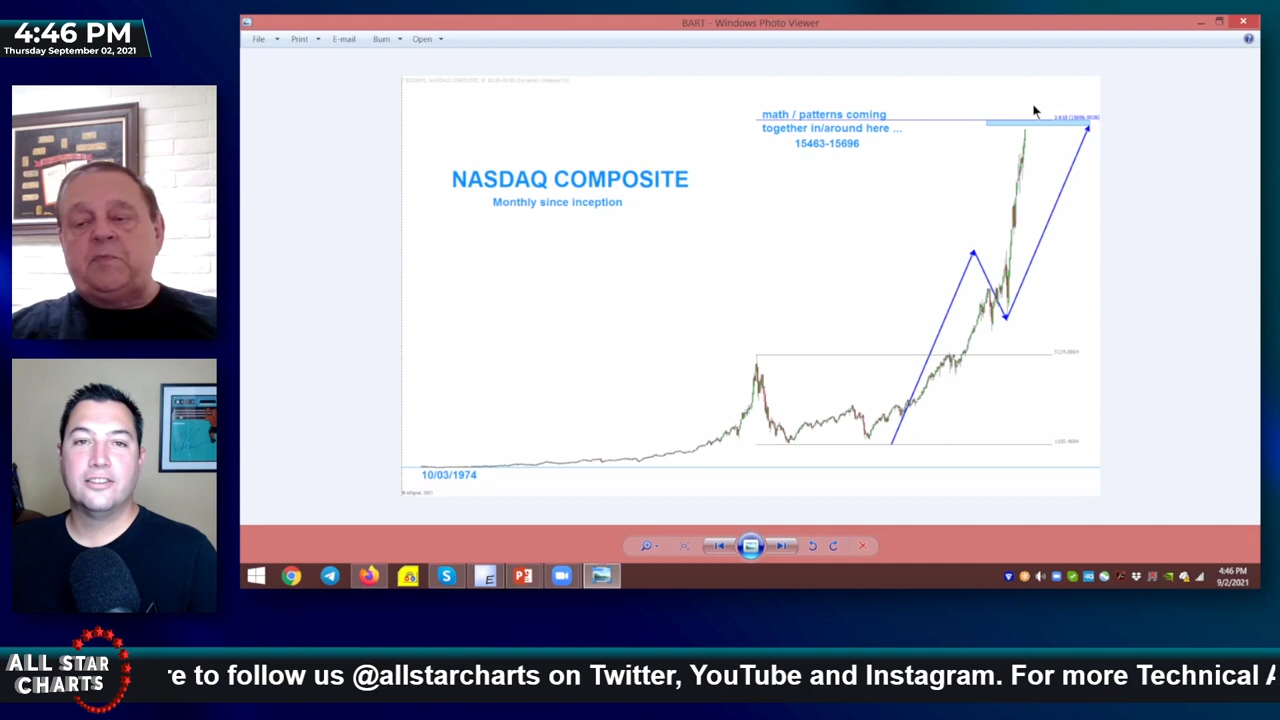 4:46 PM
Thursday September 02, 2021
BART - Windows Photo Viewer
File
Print
E-mail
Burn
Open
math / patterns coming
together in/around here ...
15463-15696
NASDAQ COMPOSITE
Monthly since inception
10/03/1974
4:46 PM
9/2/2021
ALL STAR
CHARTS
e to follow us @allstarcharts on Twitter, YouTube and Instagram. For more Technical A